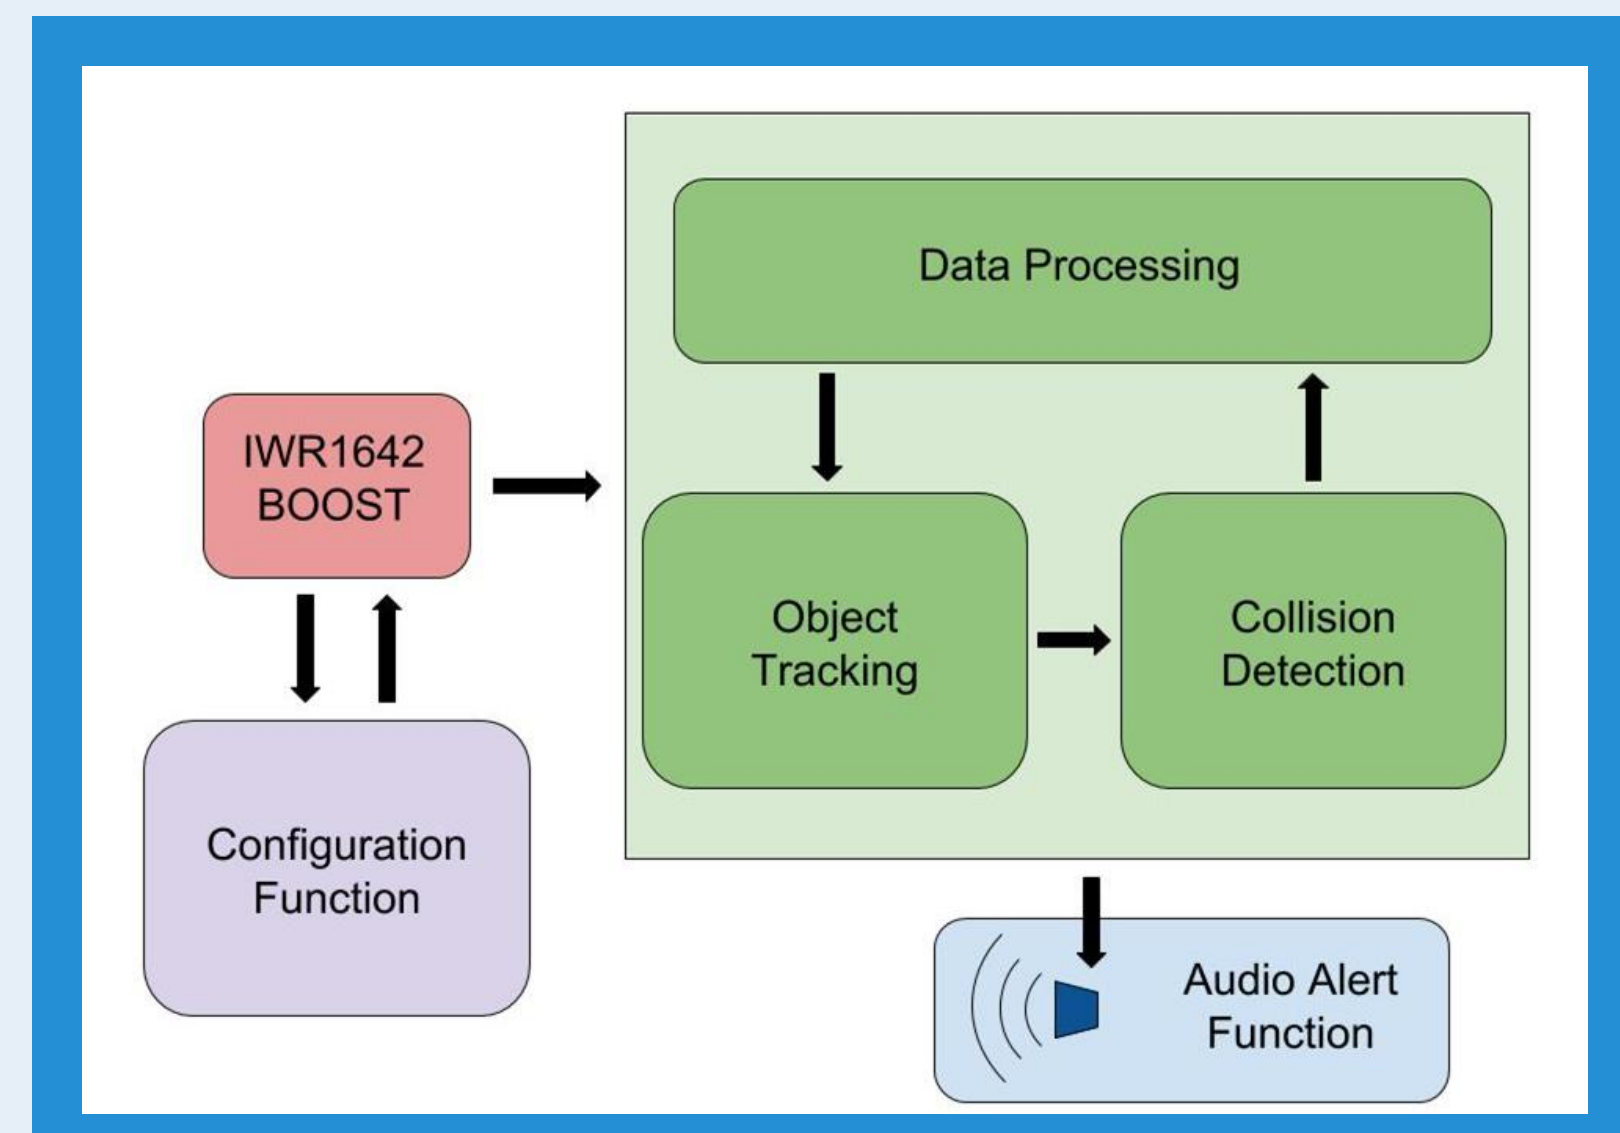 Data Processing
IWR1642
BOOST
Object
Tracking
Collision
Detection
Configuration
Function
Audio Alert
Function